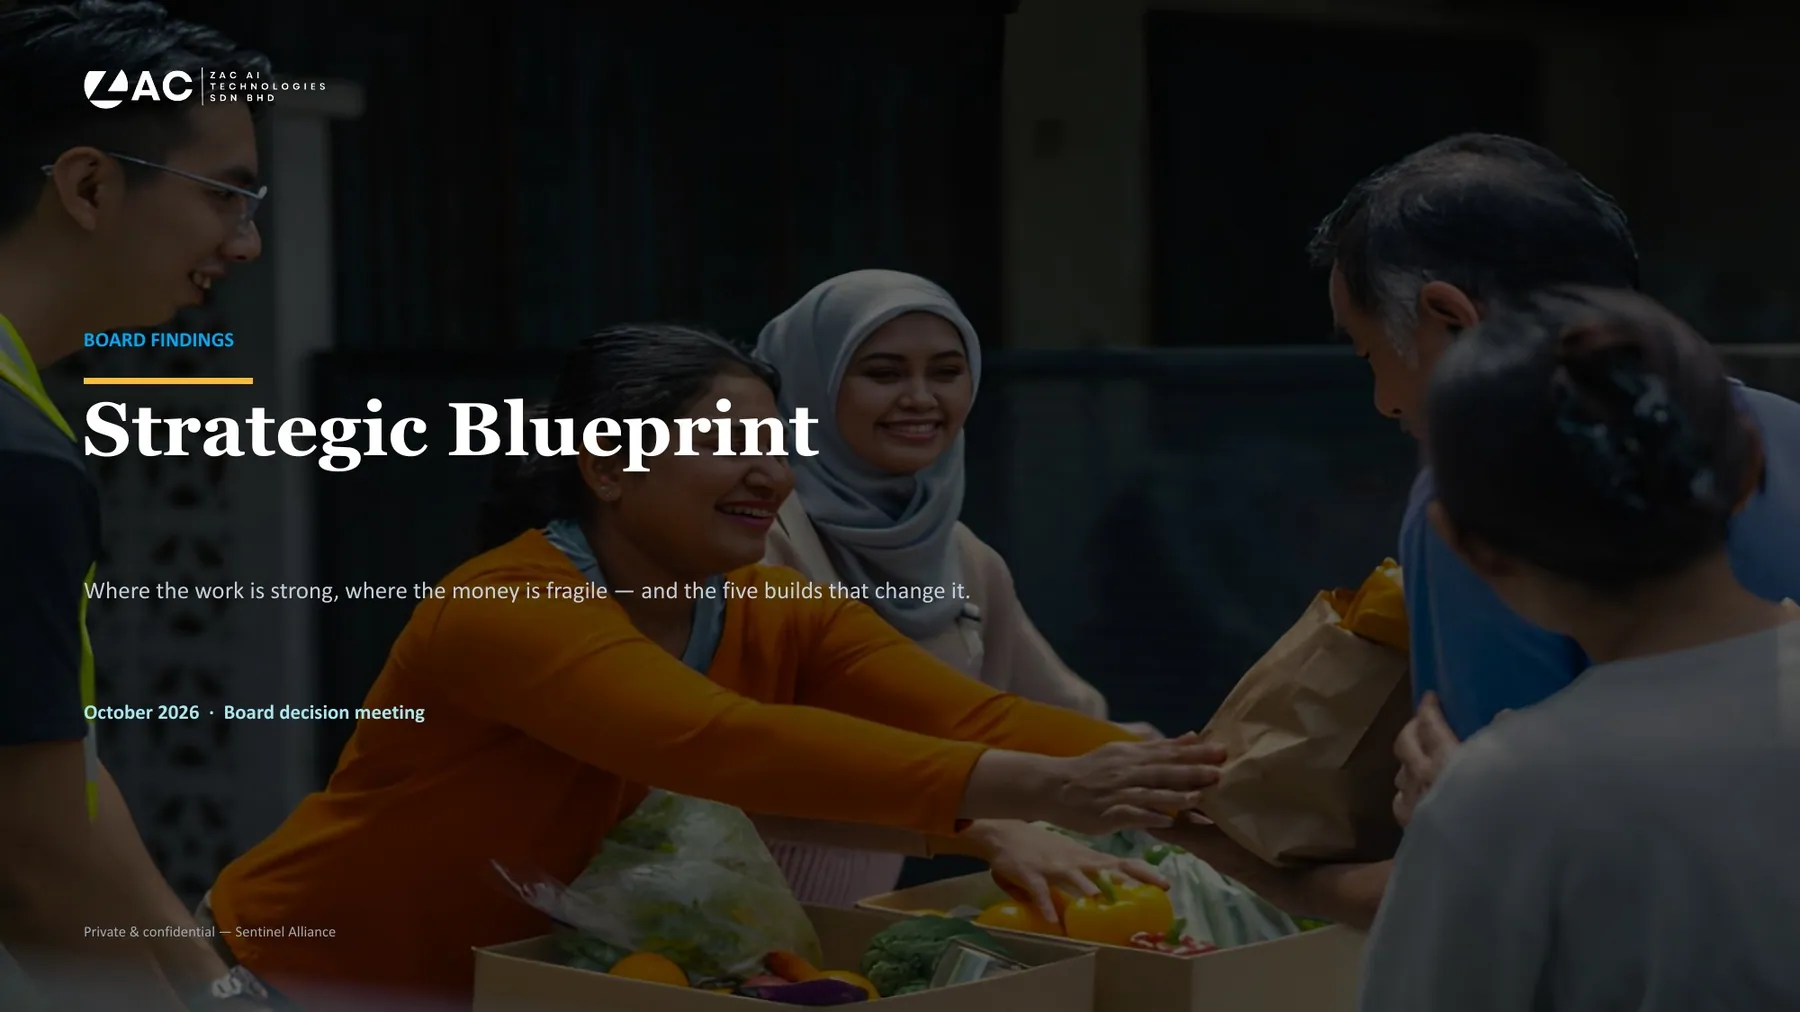 ZAC
ZAC AI
TECHNOLOGIES
SDN BHD
BOARD FINDINGS
Strategic Blueprint
Where the work is strong, where the money is fragile — and the five builds that change it.
October 2026 · Board decision meeting
Private & confidential — Sentinel Alliance